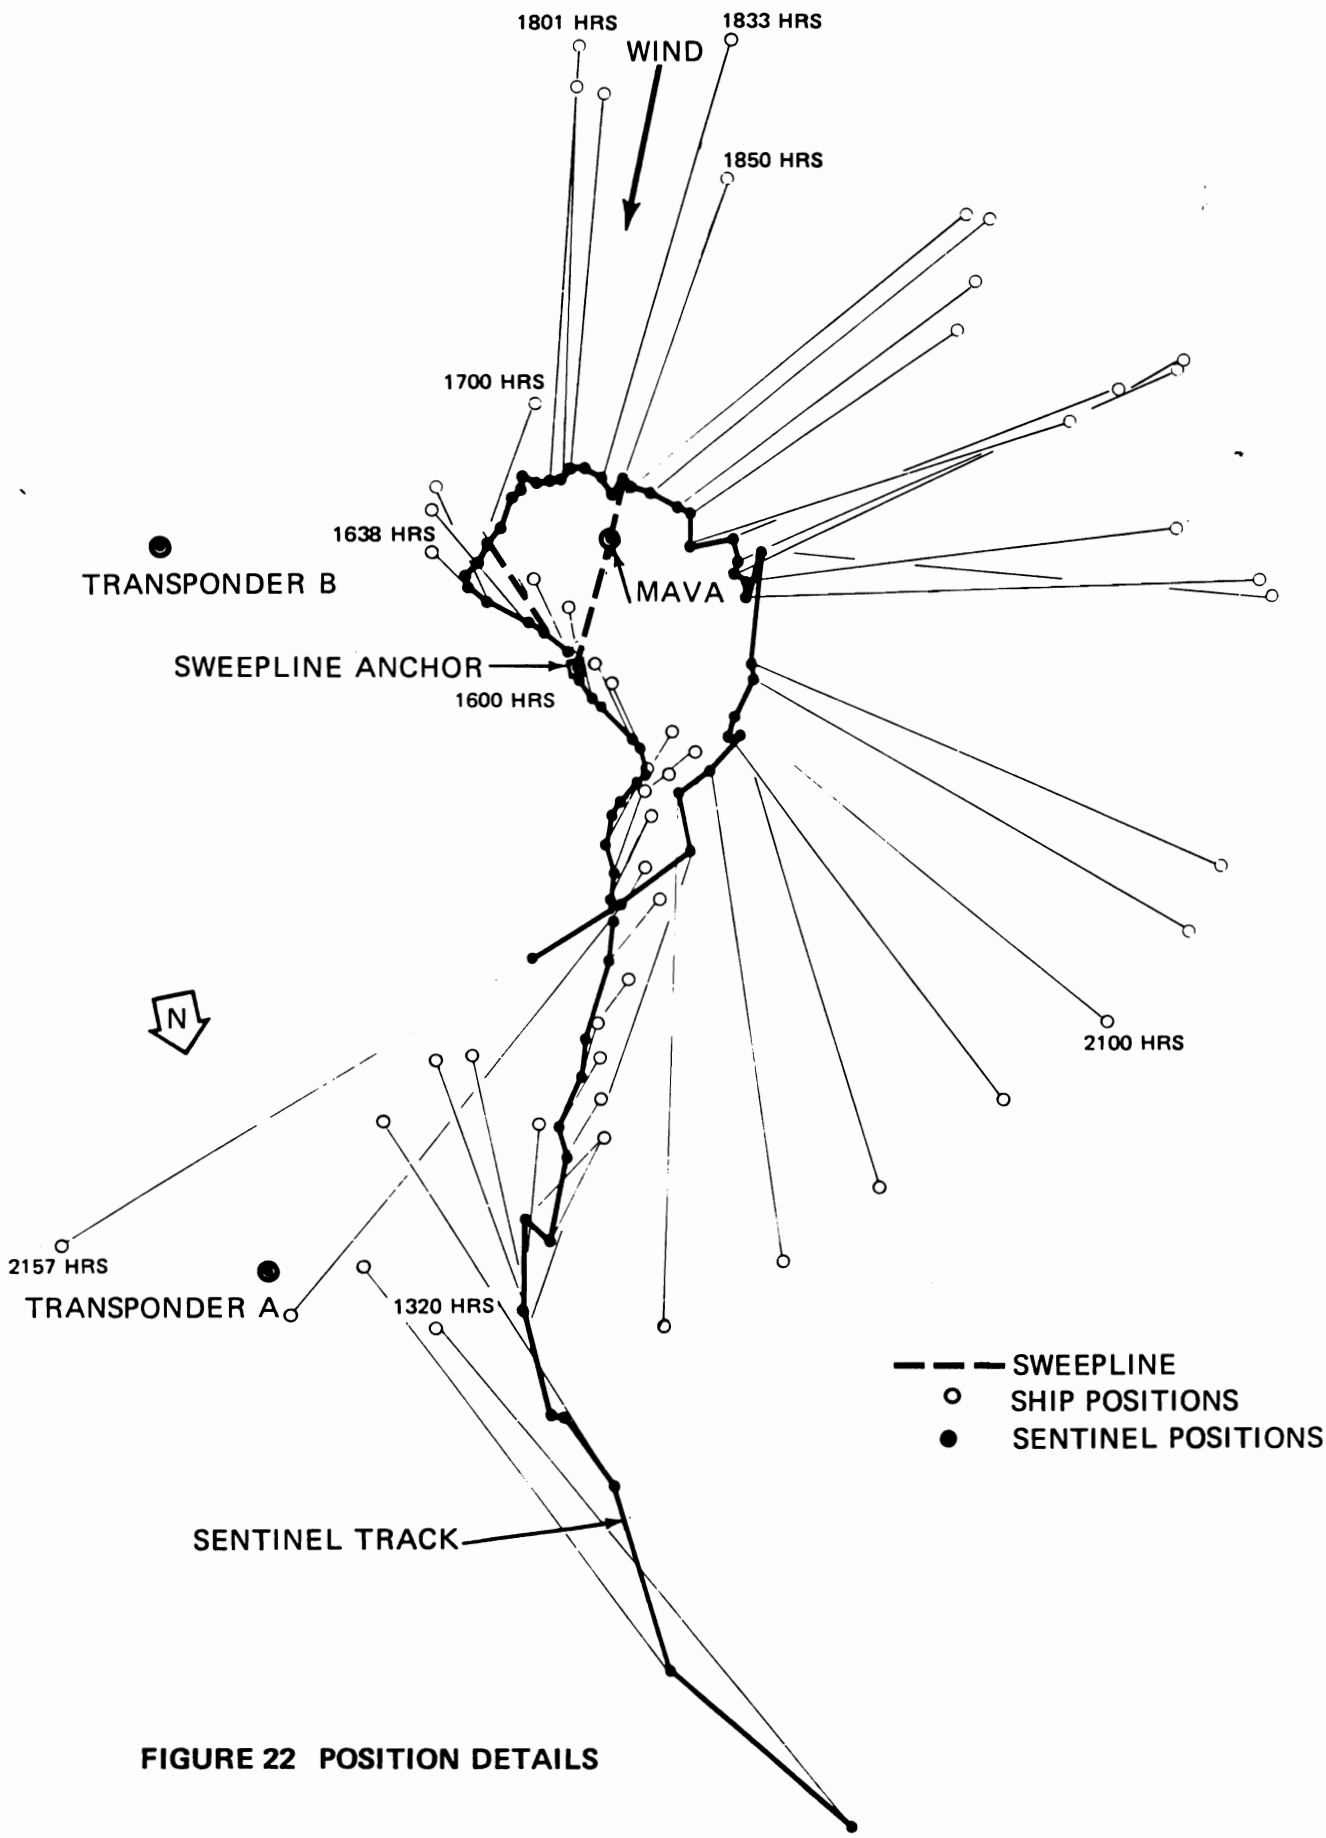 1801 HRS
1833 HRS
WIND
1850 HRS
1700 HRS
1638 HRS
TRANSPONDER B
MAVA
SWEEPLINE ANCHOR
1600 HRS
N
2100 HRS
2157 HRS
TRANSPONDER A
1320 HRS
SWEEPLINE
SHIP POSITIONS
SENTINEL POSITIONS
SENTINEL TRACK
FIGURE 22 POSITION DETAILS